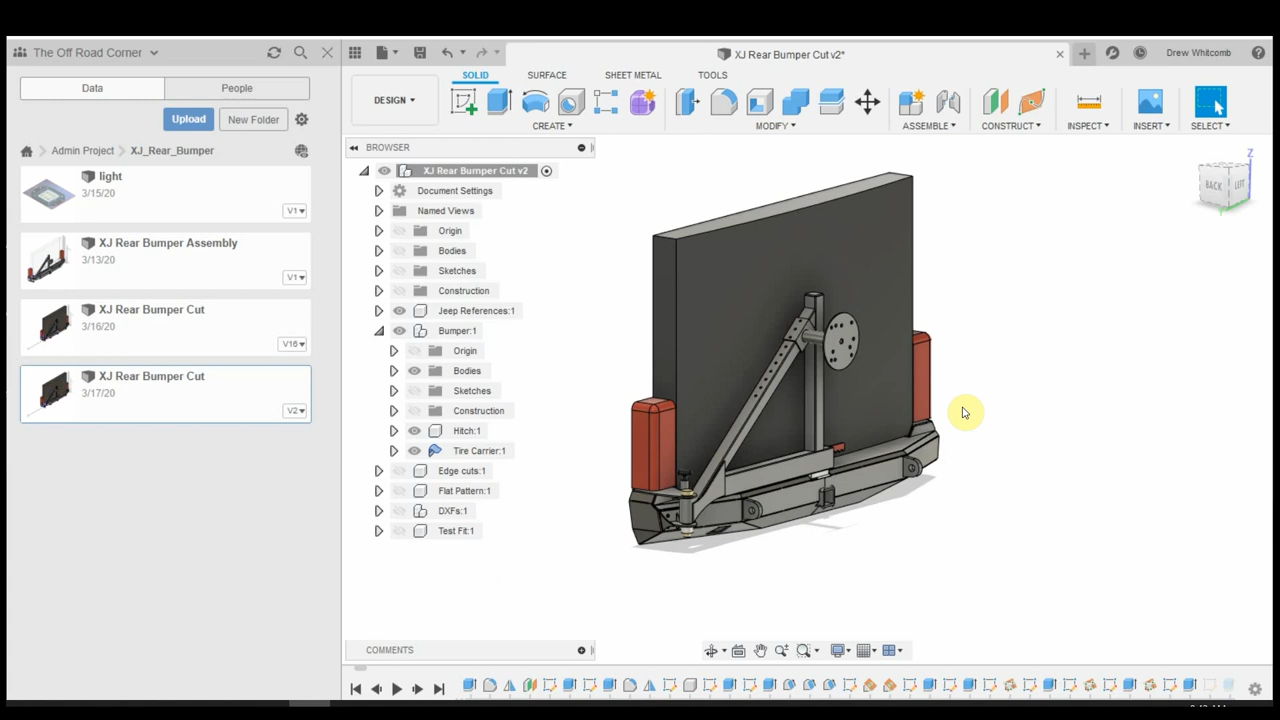 The Off Road Corner
XJ Rear Bumper Cut v2*
Drew Whitcomb
Data
People
Upload
New Folder
Admin Project
XJ_Rear_Bumper
light
3/15/20
V1
XJ Rear Bumper Assembly
3/13/20
V1
XJ Rear Bumper Cut
3/16/20
V16
XJ Rear Bumper Cut
3/17/20
V2
SOLID
SURFACE
SHEET METAL
TOOLS
DESIGN
CREATE
MODIFY
ASSEMBLE
CONSTRUCT
INSPECT
INSERT
SELECT
BROWSER
XJ Rear Bumper Cut v2
Document Settings
Named Views
Origin
Bodies
Sketches
Construction
Jeep References:1
Bumper:1
Origin
Bodies
Sketches
Construction
Hitch:1
Tire Carrier:1
Edge cuts:1
Flat Pattern:1
DXFs:1
Test Fit:1
Z
BACK
LEFT
COMMENTS